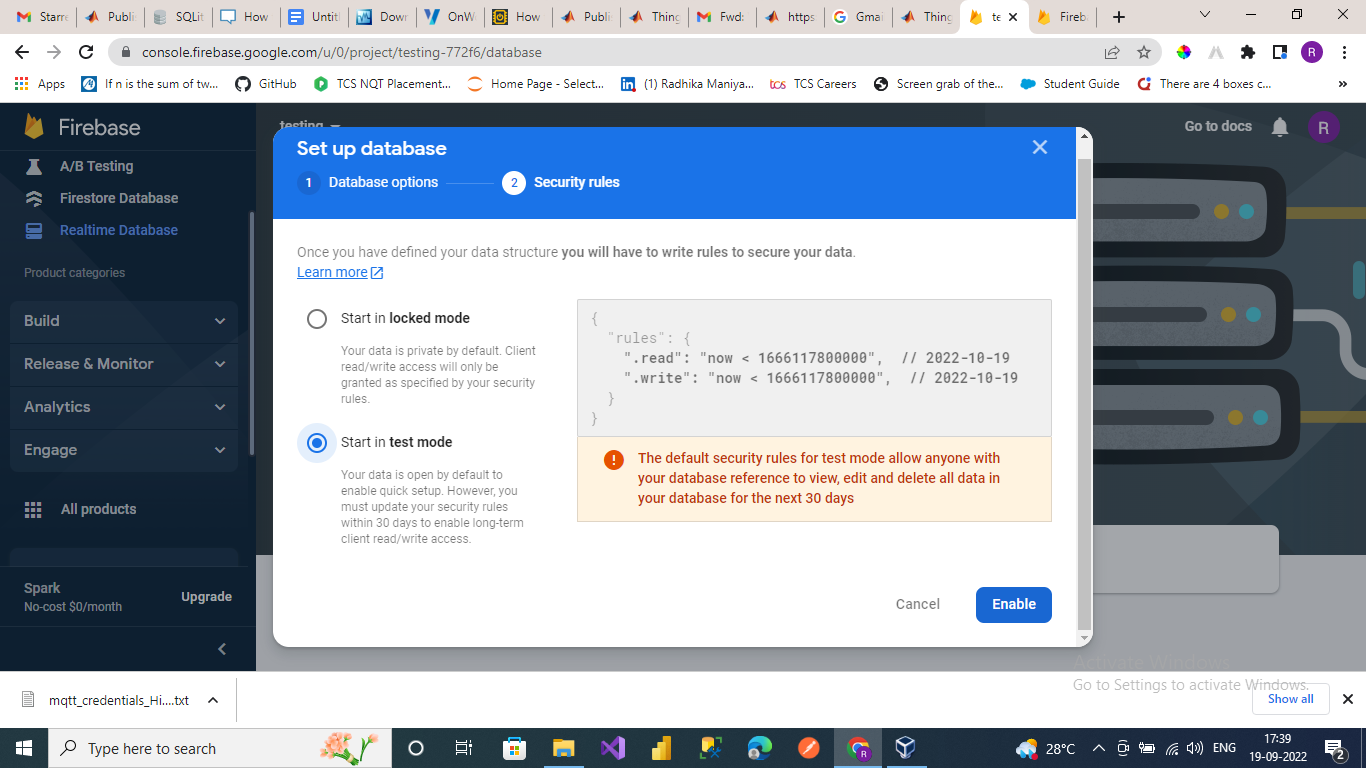 Starre
Publi
SQLit
How
Untitl
Down
OnW
How
Publis
Thing
Fwd:
https
Gmai
Thing
te
Fireb
console.firebase.google.com/u/0/project/testing-772f6/database
R
Apps
If n is the sum of tw...
GitHub
TCS NQT Placement...
Home Page - Select...
(1) Radhika Maniya...
TCS Careers
Screen grab of the...
Student Guide
There are 4 boxes c...
Firebase
testing
Go to docs
R
A/B Testing
Firestore Database
Realtime Database
Product categories
Build
Release & Monitor
Analytics
Engage
All products
Spark
No-cost $0/month
Upgrade
Set up database
1 Database options
2 Security rules
Once you have defined your data structure you will have to write rules to secure your data.
Learn more
Start in locked mode
Your data is private by default. Client
read/write access will only be
granted as specified by your security
rules.
Start in test mode
Your data is open by default to
enable quick setup. However, you
must update your security rules
within 30 days to enable long-term
client read/write access.
{
"rules": {
".read": "now < 1666117800000", // 2022-10-19
".write": "now < 1666117800000", // 2022-10-19
}
}
The default security rules for test mode allow anyone with
your database reference to view, edit and delete all data in
your database for the next 30 days
Cancel
Enable
Activate Windows
Go to Settings to activate Windows.
mqtt_credentials_Hi....txt
Show all
Type here to search
28°C
ENG
17:39
19-09-2022
2